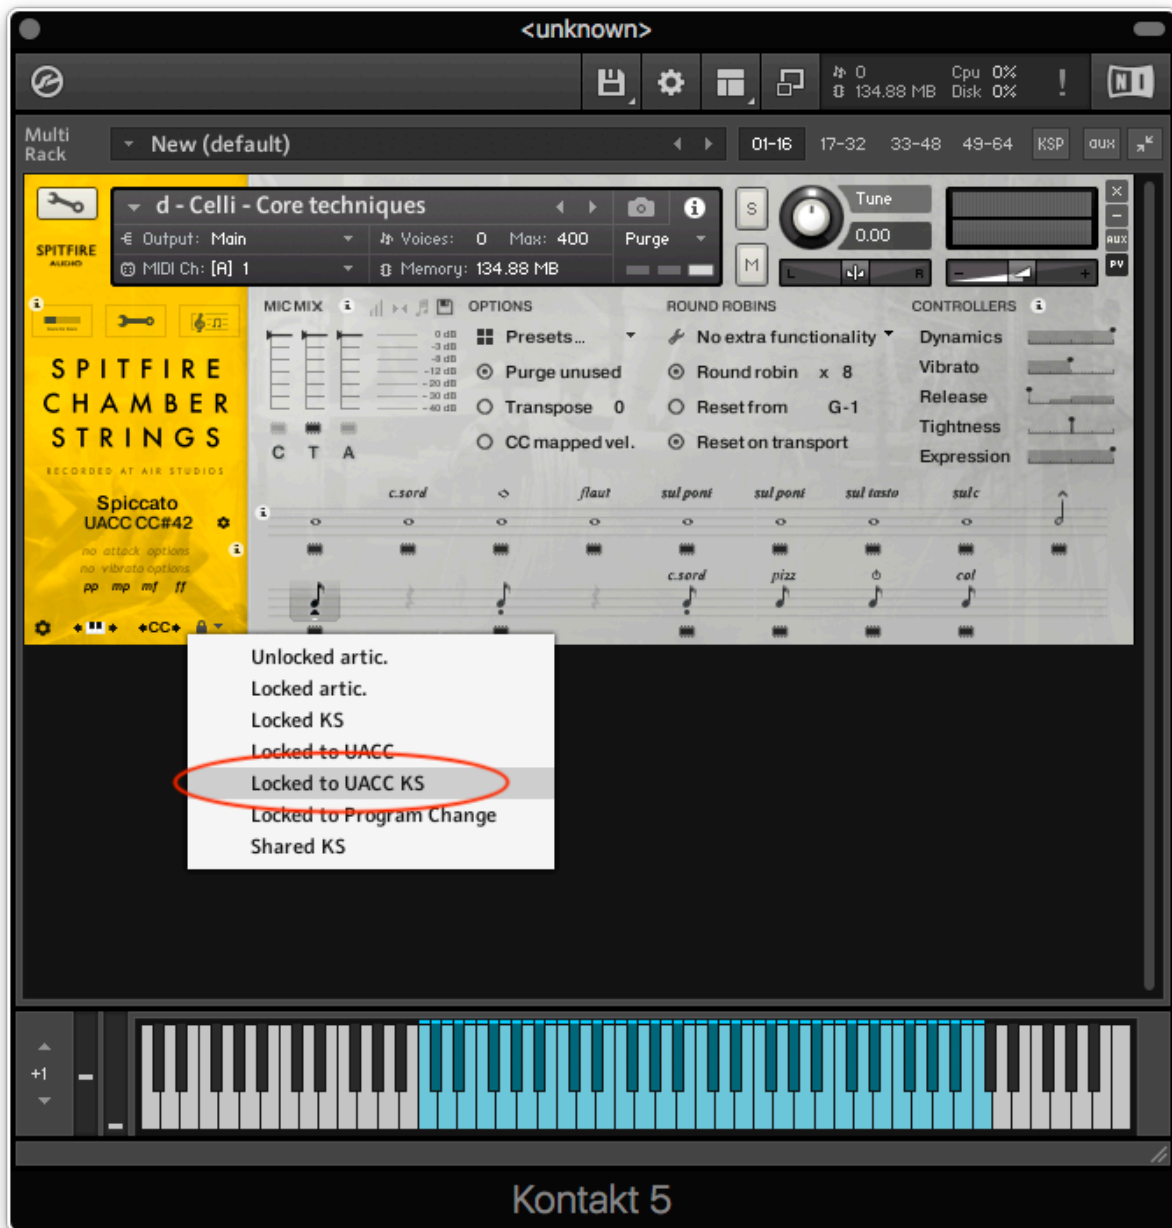 <unknown>
0 Cpu 0%
134.88 MB Disk 0%
!
NI
Multi Rack
New (default)
01-16 17-32 33-48 49-64 KSP aux
d - Celli - Core techniques
i
S
Tune
0.00
M
L R
- +
×
-
AUX
PV
SPITFIRE
AUDIO
Output: Main Voices: 0 Max: 400 Purge
MIDI Ch: [A] 1 Memory: 134.88 MB
MIC MIX i OPTIONS ROUND ROBINS CONTROLLERS i
0 dB
-3 dB
-12 dB
-20 dB
-30 dB
-40 dB
C T A
Presets...
Purge unused
Transpose 0
CC mapped vel.
No extra functionality
Round robin x 8
Reset from G-1
Reset on transport
Dynamics
Vibrato
Release
Tightness
Expression
SPITFIRE
CHAMBER
STRINGS
RECORDED AT AIR STUDIOS
Spiccato
UACC CC#42
no attack options
no vibrato options
pp mp mf ff
CC
c.sord flaut sul pont sul pont sul tasto sul c
c.sord pizz col
Unlocked artic.
Locked artic.
Locked KS
Locked to UACC
Locked to UACC KS
Locked to Program Change
Shared KS
+1
Kontakt 5